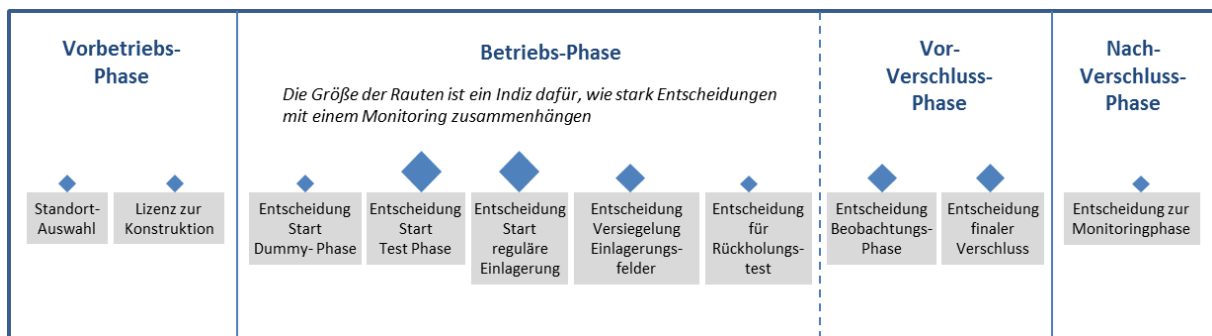 Vorbetriebs-
Phase
Betriebs-Phase
Die Größe der Rauten ist ein Indiz dafür, wie stark Entscheidungen
mit einem Monitoring zusammenhängen
Vor-
Verschluss-
Phase
Nach-
Verschluss-
Phase
Standort-
Auswahl
Lizenz zur
Konstruktion
Entscheidung
Start
Dummy- Phase
Entscheidung
Start
Test Phase
Entscheidung
Start
reguläre
Einlagerung
Entscheidung
Versiegelung
Einlagerungs-
felder
Entscheidung
für
Rückholungs-
test
Entscheidung
Beobachtungs-
Phase
Entscheidung
finaler
Verschluss
Entscheidung zur
Monitoringphase